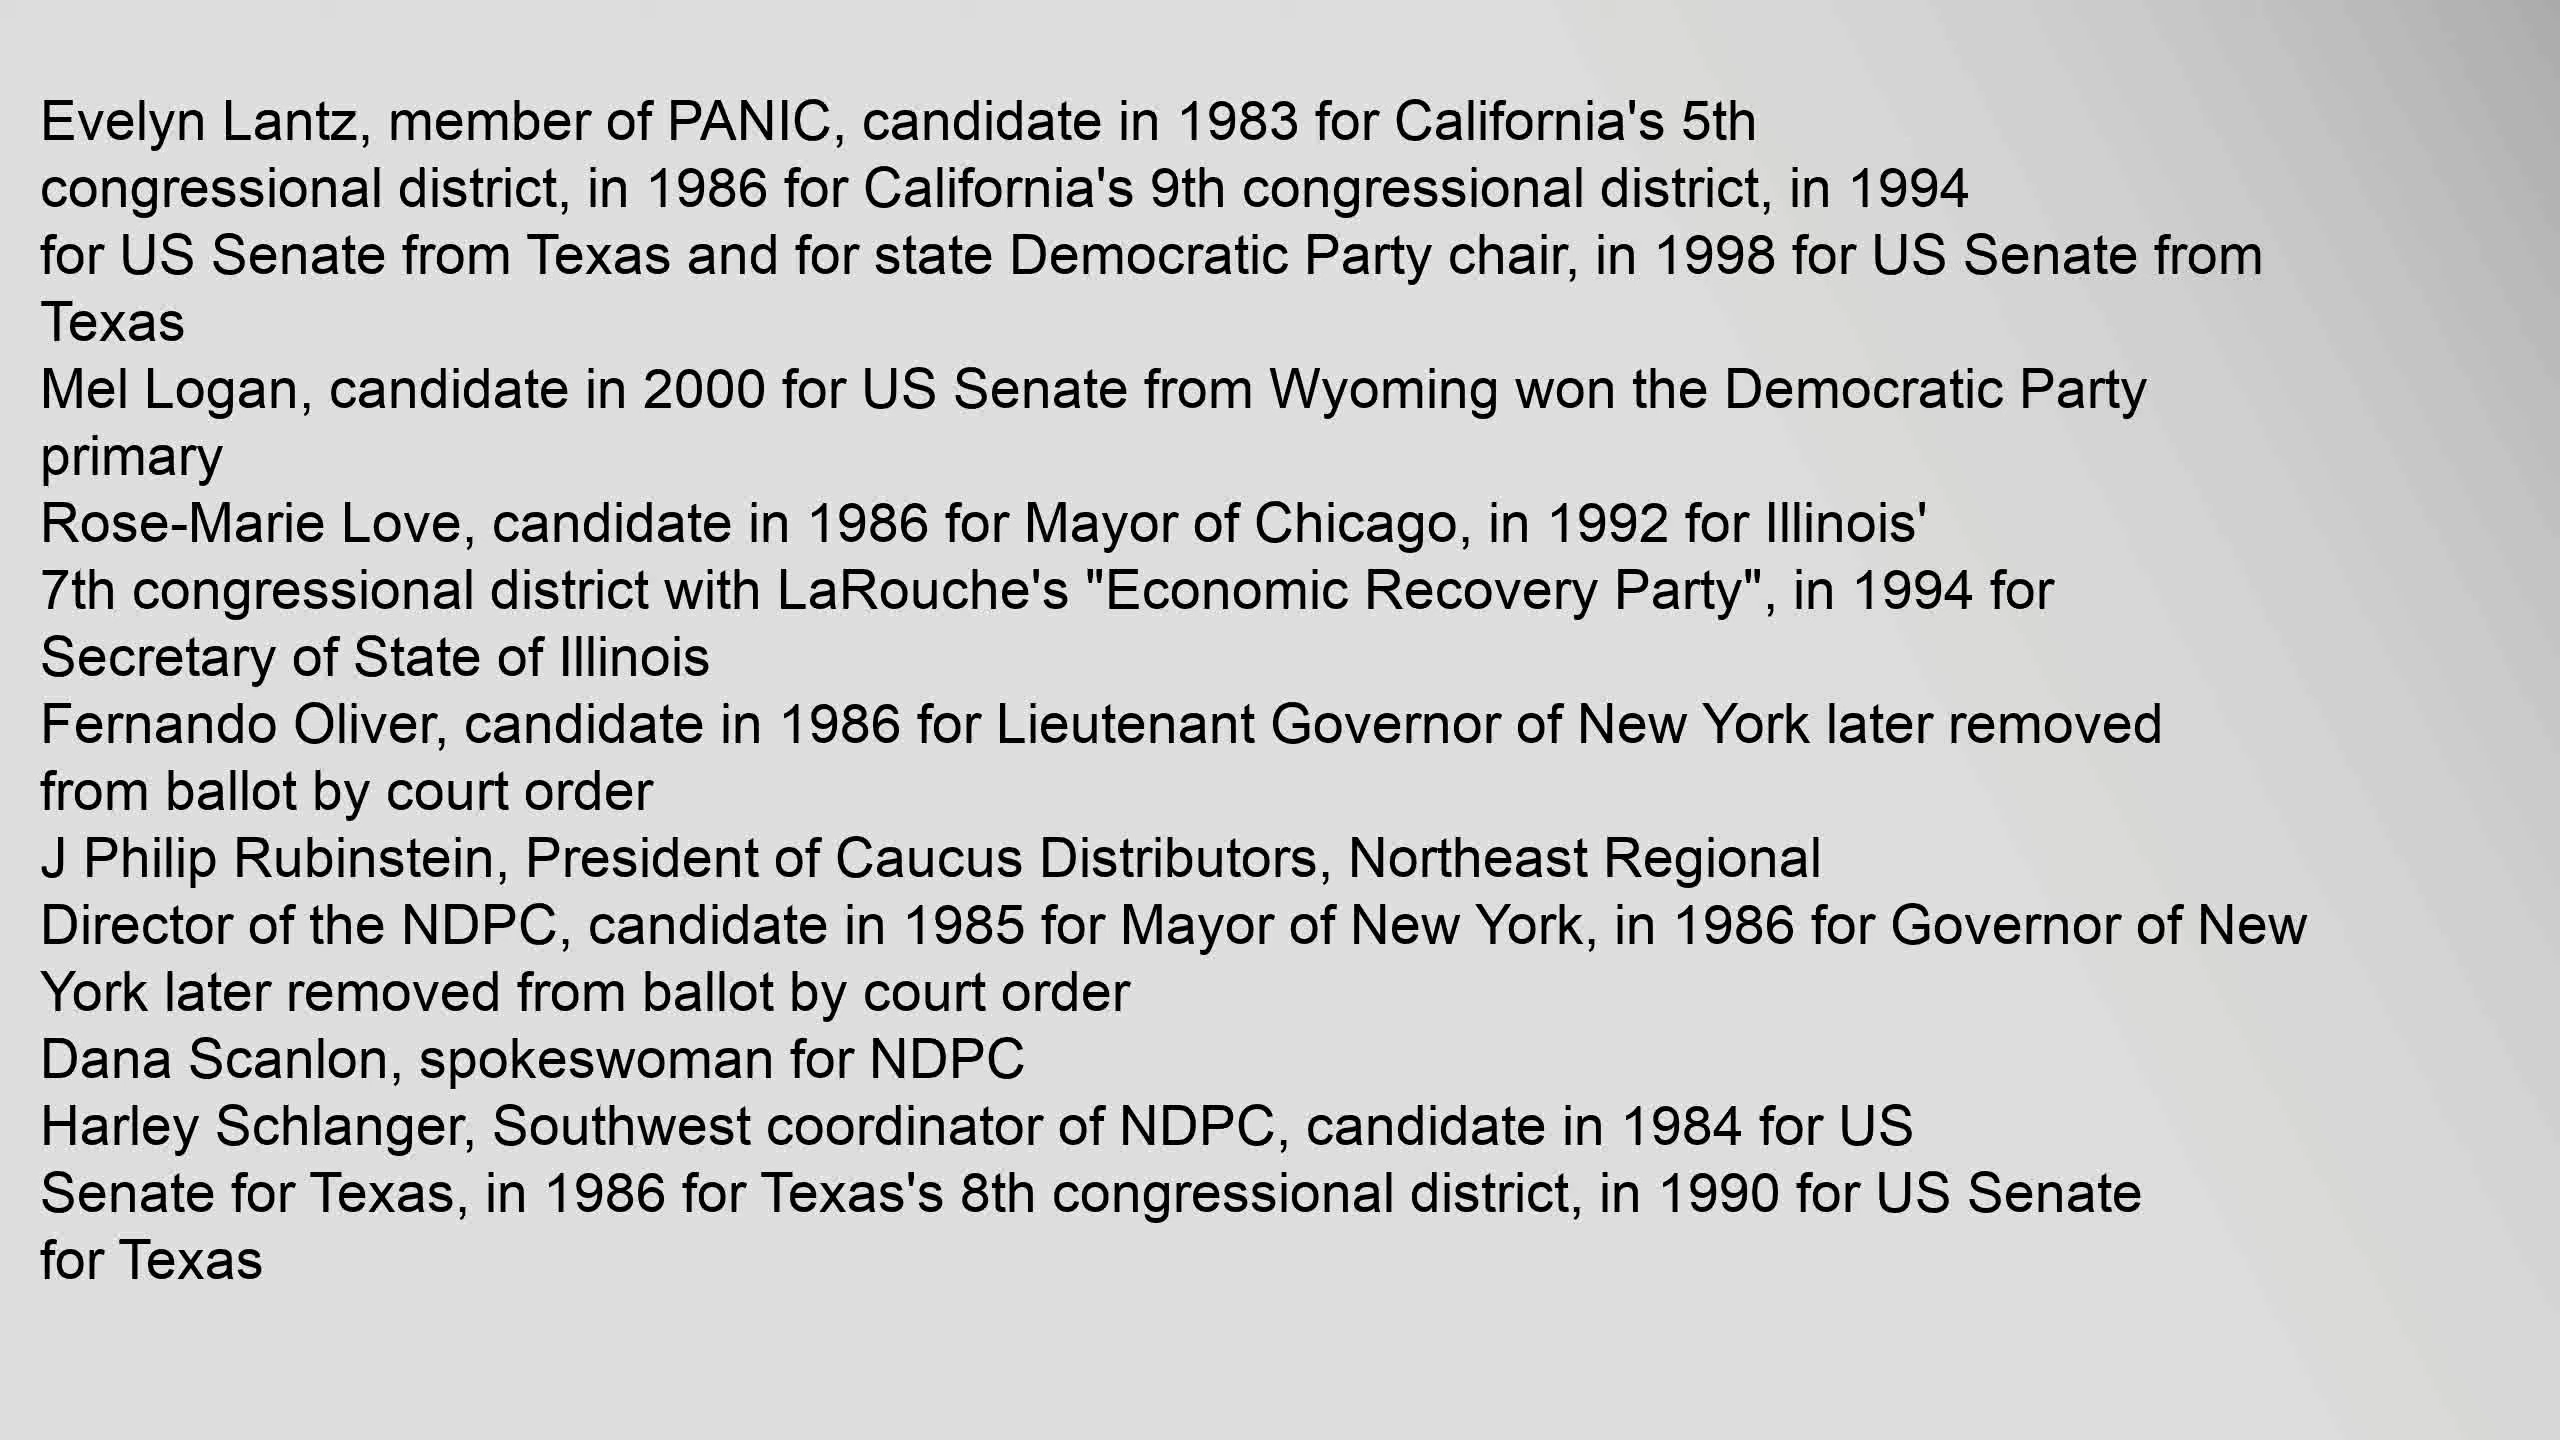 Evelyn Lantz, member of PANIC, candidate in 1983 for California's 5th
congressional district, in 1986 for California's 9th congressional district, in 1994
for US Senate from Texas and for state Democratic Party chair, in 1998 for US Senate from
Texas
Mel Logan, candidate in 2000 for US Senate from Wyoming won the Democratic Party
primary
Rose-Marie Love, candidate in 1986 for Mayor of Chicago, in 1992 for Illinois'
7th congressional district with LaRouche's "Economic Recovery Party", in 1994 for
Secretary of State of Illinois
Fernando Oliver, candidate in 1986 for Lieutenant Governor of New York later removed
from ballot by court order
J Philip Rubinstein, President of Caucus Distributors, Northeast Regional
Director of the NDPC, candidate in 1985 for Mayor of New York, in 1986 for Governor of New
York later removed from ballot by court order
Dana Scanlon, spokeswoman for NDPC
Harley Schlanger, Southwest coordinator of NDPC, candidate in 1984 for US
Senate for Texas, in 1986 for Texas's 8th congressional district, in 1990 for US Senate
for Texas